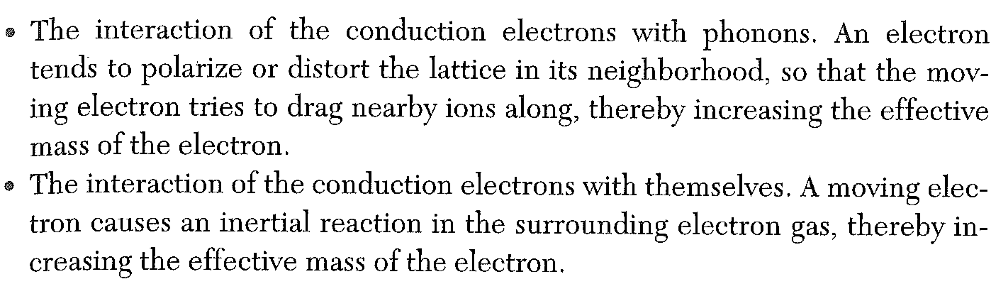 • The interaction of the conduction electrons with phonons. An electron
tends to polarize or distort the lattice in its neighborhood, so that the mov-
ing electron tries to drag nearby ions along, thereby increasing the effective
mass of the electron.
• The interaction of the conduction electrons with themselves. A moving elec-
tron causes an inertial reaction in the surrounding electron gas, thereby in-
creasing the effective mass of the electron.